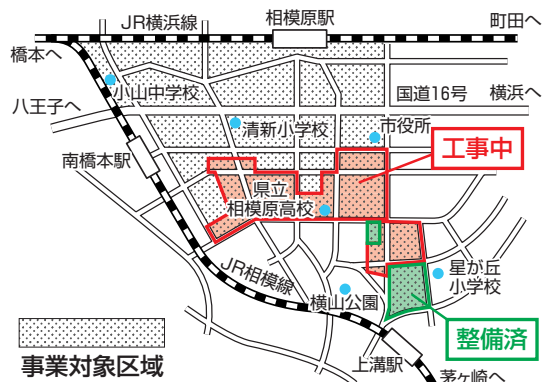 JR横浜線
相模原駅
町田へ
橋本へ
小山中学校
国道16号
横浜へ
八王子へ
清新小学校
市役所
工事中
南橋本駅
県立
相模原高校
JR相模線
横山公園
星が丘
小学校
整備済
事業対象区域
上溝駅
茅ヶ崎へ